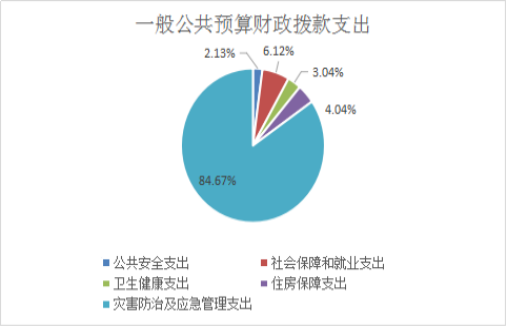 一般公共预算财政拨款支出
2.13%
6.12%
3.04%
4.04%
84.67%
公共安全支出
社会保障和就业支出
卫生健康支出
住房保障支出
灾害防治及应急管理支出